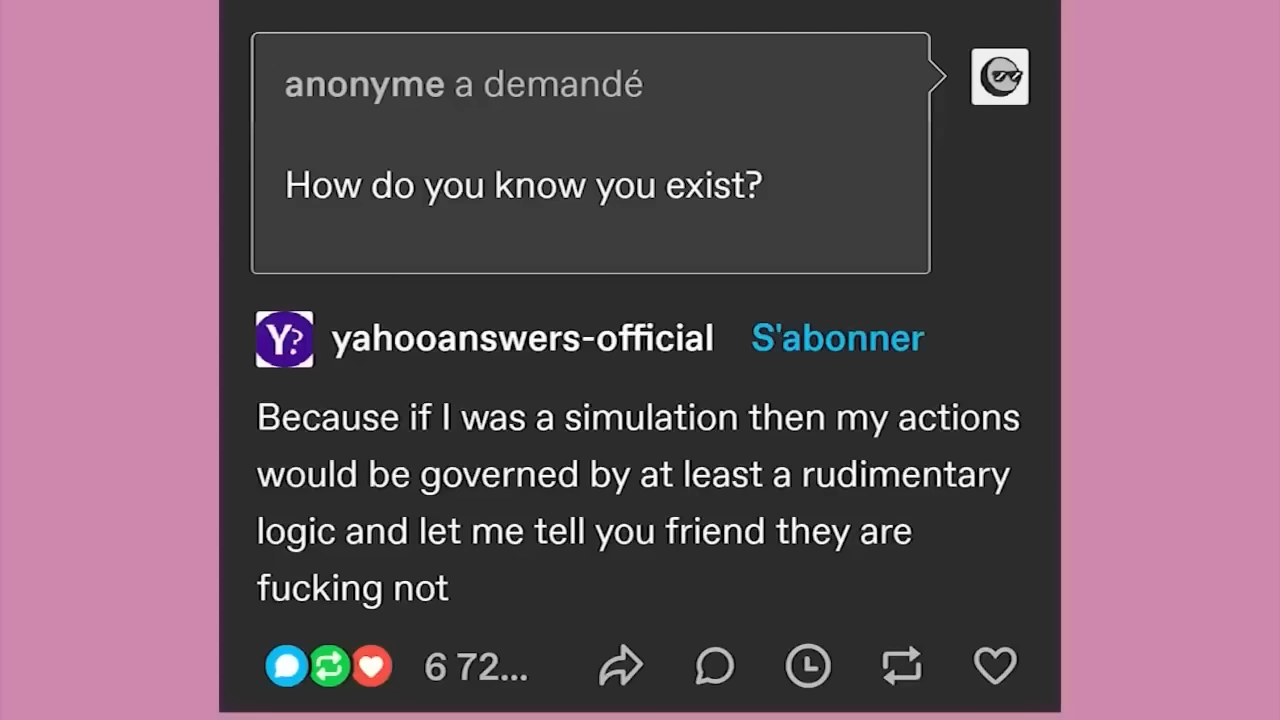 anonyme a demandé
How do you know you exist?
Y?
yahooanswers-official S'abonner
Because if I was a simulation then my actions
would be governed by at least a rudimentary
logic and let me tell you friend they are
fucking not
6 72...